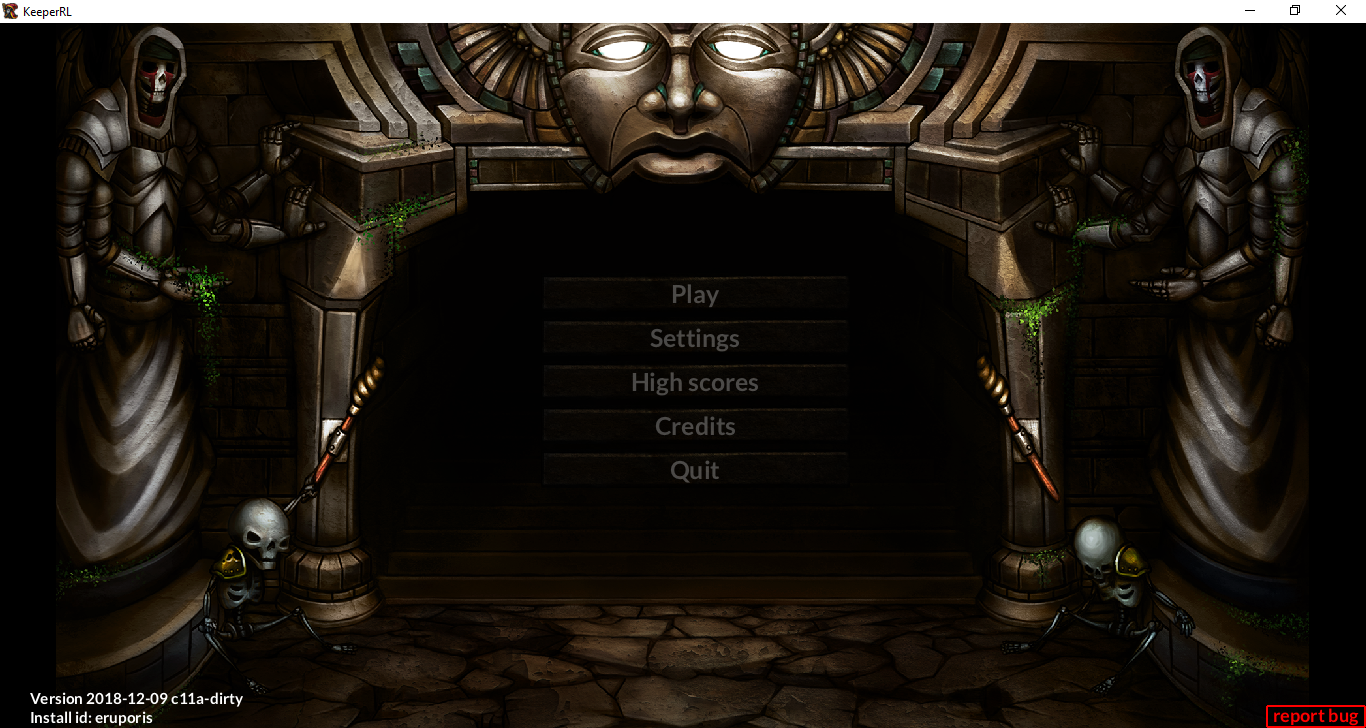 KeeperRL
Play
Settings
High scores
Credits
Quit
Version 2018-12-09 c11a-dirty
Install id: eruporis
report bug